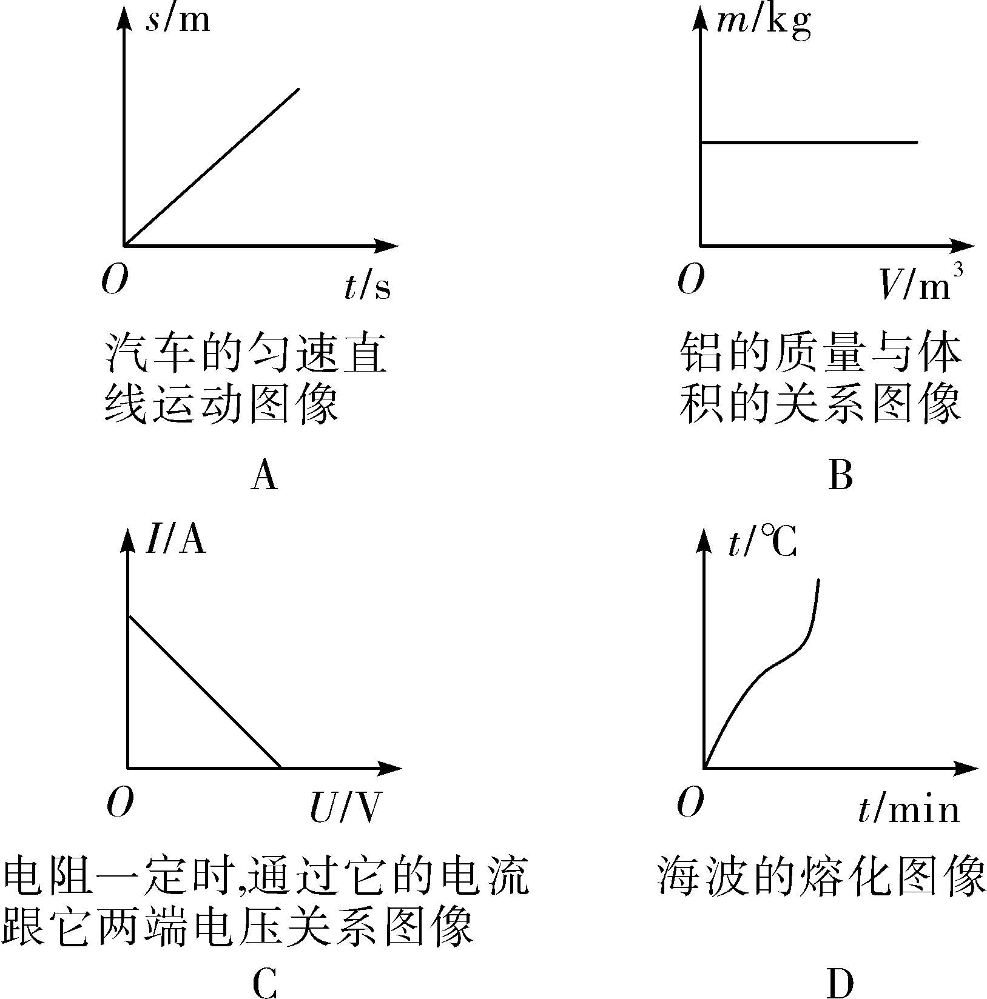 s/m
m/kg
O
t/s
O
V/m³
汽车的匀速直
线运动图像
铝的质量与体
积的关系图像
A
B
I/A
t/℃
O
U/V
O
t/min
电阻一定时,通过它的电流
跟它两端电压关系图像
海波的熔化图像
C
D